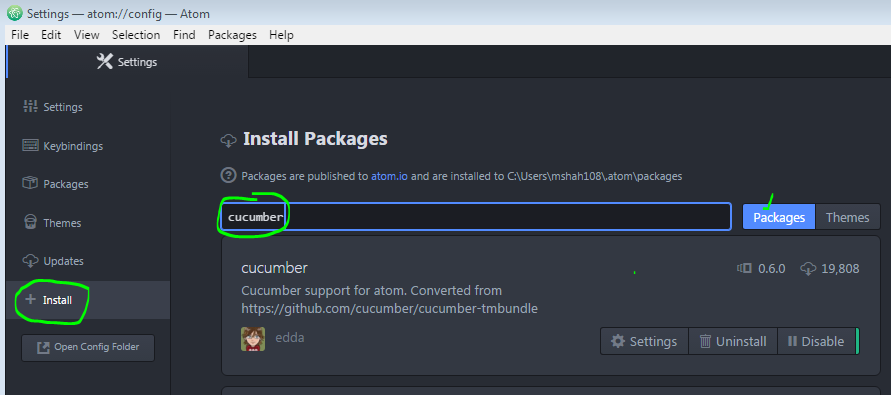 Settings — atom://config — Atom
File Edit View Selection Find Packages Help
Settings
Settings
Keybindings
Packages
Themes
Updates
Install
Open Config Folder
Install Packages
Packages are published to atom.io and are installed to C:\Users\mshah108\.atom\packages
cucumber
Packages Themes
cucumber 0.6.0 19,808
Cucumber support for atom. Converted from
https://github.com/cucumber/cucumber-tmbundle
edda
Settings Uninstall Disable